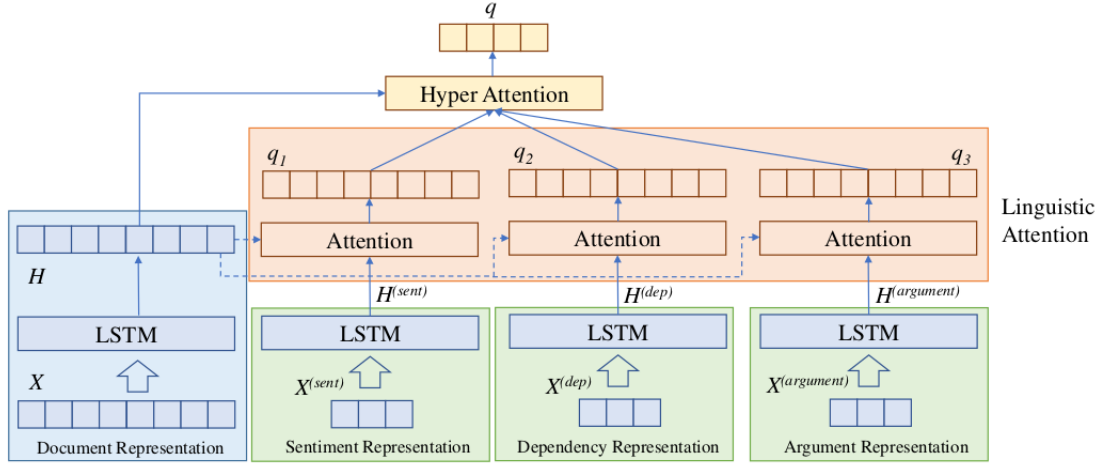 q
Hyper Attention
q1
q2
q3
Linguistic
Attention
Attention
Attention
Attention
H
H(sent)
H(dep)
H(argument)
LSTM
LSTM
LSTM
LSTM
X
X(sent)
X(dep)
X(argument)
Document Representation
Sentiment Representation
Dependency Representation
Argument Representation